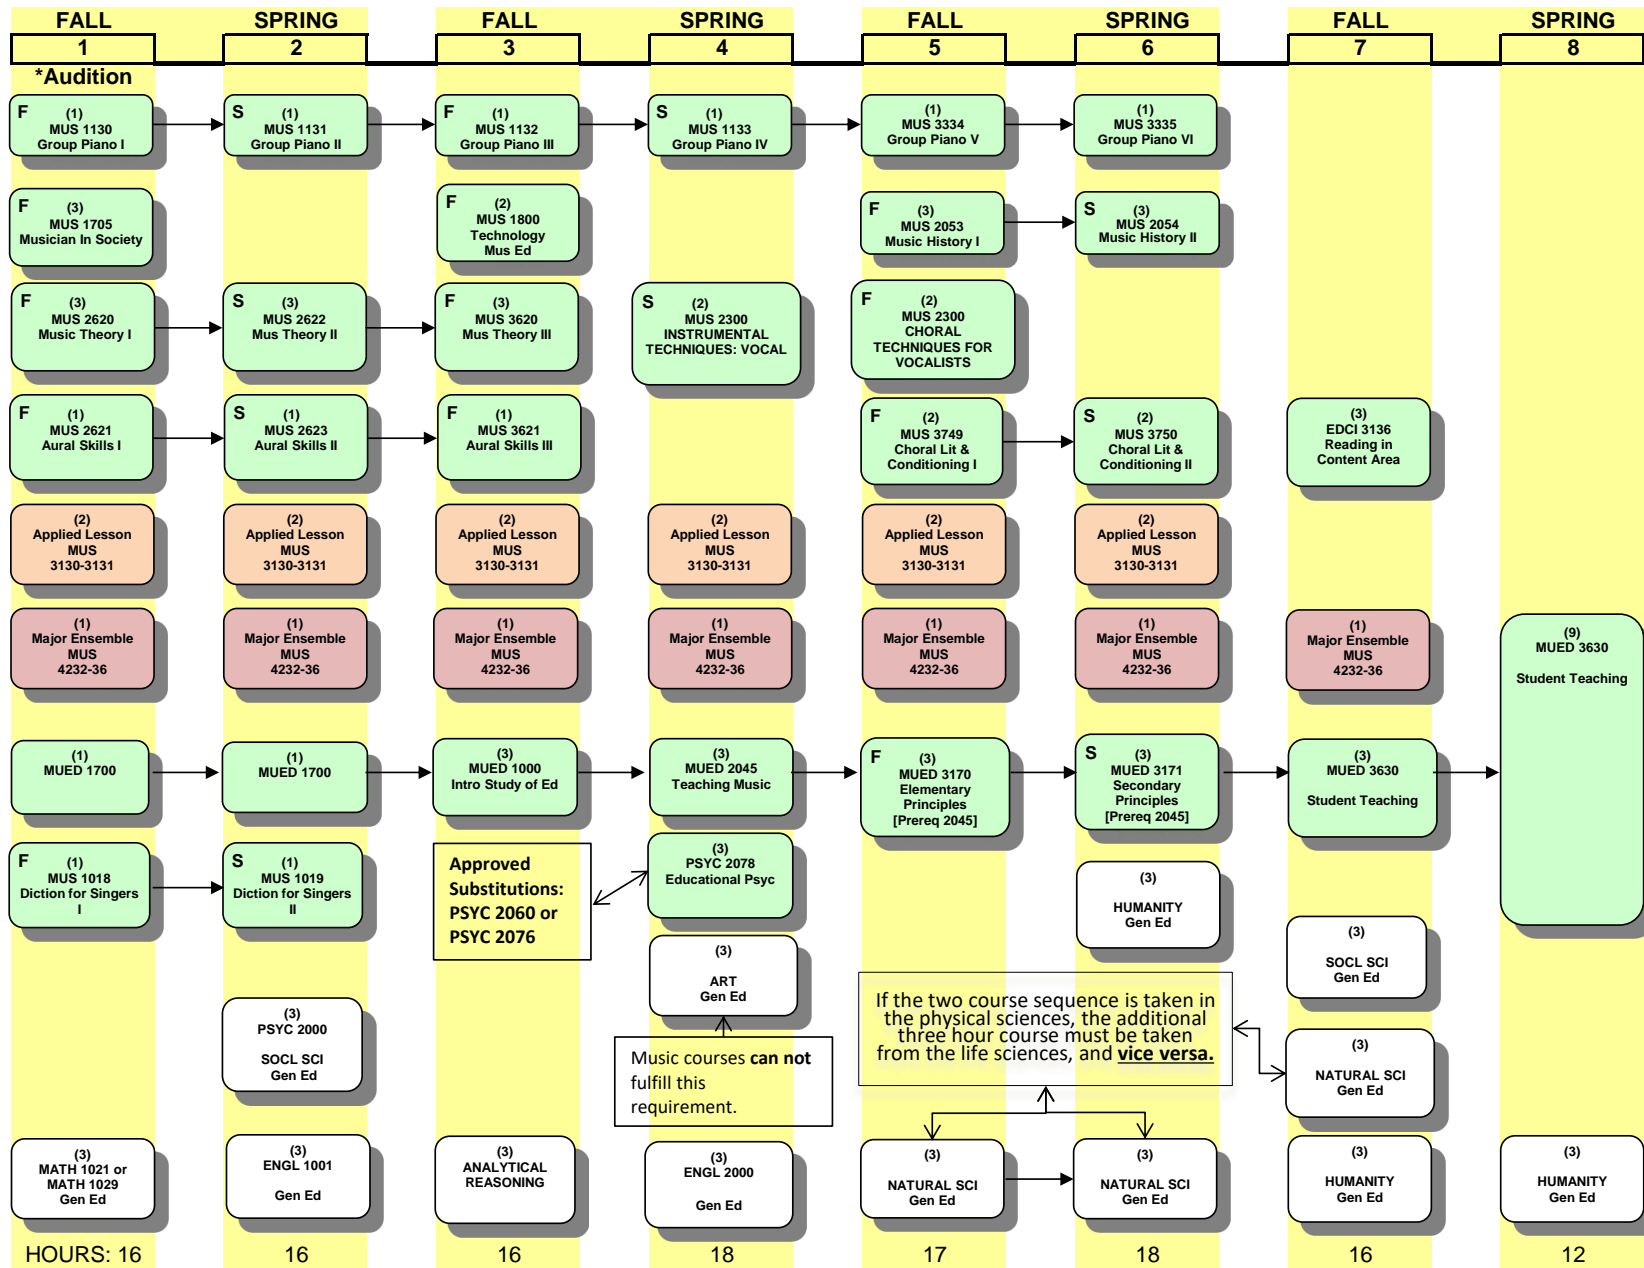 FALL
SPRING
FALL
SPRING
FALL
SPRING
FALL
SPRING
1
2
3
4
5
6
7
8
*Audition
F (1)
MUS 1130
Group Piano I
S (1)
MUS 1131
Group Piano II
F (1)
MUS 1132
Group Piano III
S (1)
MUS 1133
Group Piano IV
(1)
MUS 3334
Group Piano V
(1)
MUS 3335
Group Piano VI
F (3)
MUS 1705
Musician In Society
F (2)
MUS 1800
Technology
Mus Ed
F (3)
MUS 2053
Music History I
S (3)
MUS 2054
Music History II
F (3)
MUS 2620
Music Theory I
S (3)
MUS 2622
Mus Theory II
F (3)
MUS 3620
Mus Theory III
S (2)
MUS 2300
INSTRUMENTAL
TECHNIQUES: VOCAL
F (2)
MUS 2300
CHORAL
TECHNIQUES FOR
VOCALISTS
F (1)
MUS 2621
Aural Skills I
S (1)
MUS 2623
Aural Skills II
F (1)
MUS 3621
Aural Skills III
F (2)
MUS 3749
Choral Lit &
Conditioning I
S (2)
MUS 3750
Choral Lit &
Conditioning II
(3)
EDCI 3136
Reading in
Content Area
(2)
Applied Lesson
MUS
3130-3131
(2)
Applied Lesson
MUS
3130-3131
(2)
Applied Lesson
MUS
3130-3131
(2)
Applied Lesson
MUS
3130-3131
(2)
Applied Lesson
MUS
3130-3131
(2)
Applied Lesson
MUS
3130-3131
(1)
Major Ensemble
MUS
4232-36
(1)
Major Ensemble
MUS
4232-36
(1)
Major Ensemble
MUS
4232-36
(1)
Major Ensemble
MUS
4232-36
(1)
Major Ensemble
MUS
4232-36
(1)
Major Ensemble
MUS
4232-36
(1)
Major Ensemble
MUS
4232-36
(9)
MUED 3630
Student Teaching
(1)
MUED 1700
(1)
MUED 1700
(3)
MUED 1000
Intro Study of Ed
(3)
MUED 2045
Teaching Music
F (3)
MUED 3170
Elementary
Principles
[Prereq 2045]
S (3)
MUED 3171
Secondary
Principles
[Prereq 2045]
(3)
MUED 3630
Student Teaching
F (1)
MUS 1018
Diction for Singers
I
S (1)
MUS 1019
Diction for Singers
II
Approved
Substitutions:
PSYC 2060 or
PSYC 2076
(3)
PSYC 2078
Educational Psyc
(3)
HUMANITY
Gen Ed
(3)
SOCL SCI
Gen Ed
(3)
ART
Gen Ed
(3)
PSYC 2000
SOCL SCI
Gen Ed
Music courses can not
fulfill this
requirement.
If the two course sequence is taken in
the physical sciences, the additional
three hour course must be taken
from the life sciences, and vice versa.
(3)
NATURAL SCI
Gen Ed
(3)
MATH 1021 or
MATH 1029
Gen Ed
(3)
ENGL 1001
Gen Ed
(3)
ANALYTICAL
REASONING
(3)
ENGL 2000
Gen Ed
(3)
NATURAL SCI
Gen Ed
(3)
NATURAL SCI
Gen Ed
(3)
HUMANITY
Gen Ed
(3)
HUMANITY
Gen Ed
HOURS: 16
16
16
18
17
18
16
12